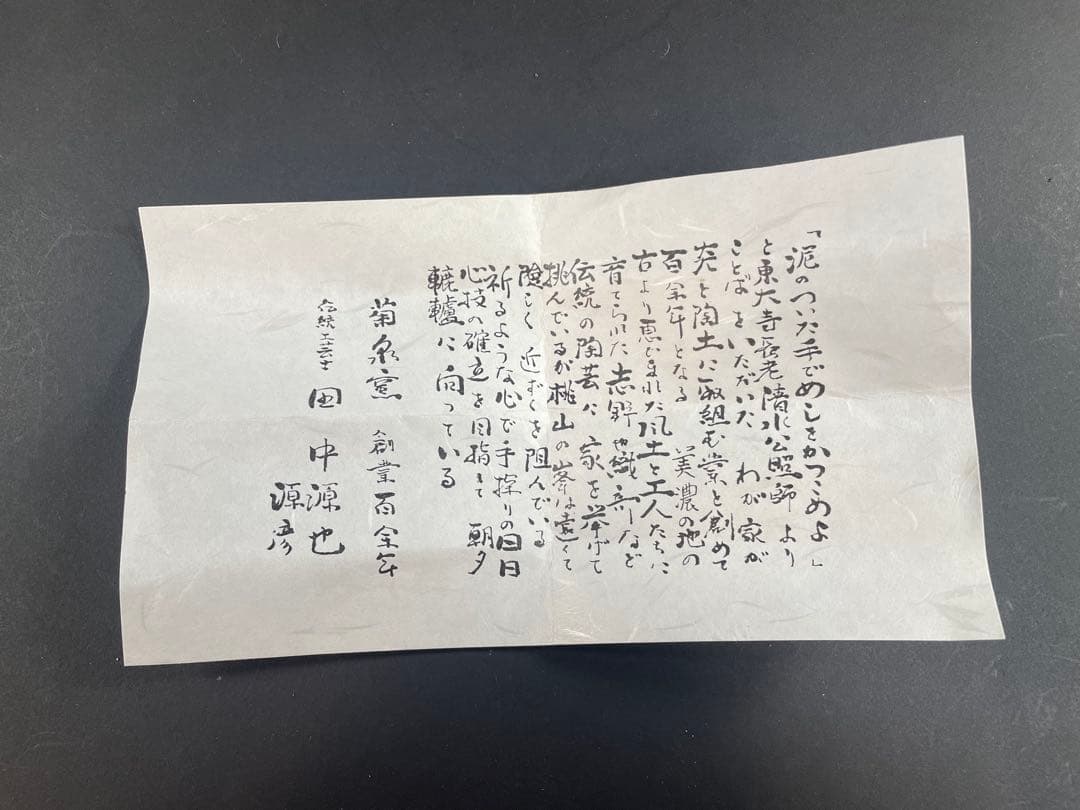 「泥のついた手でめしをかっこめよ」
と東大寺長老清水公照師より
ことばをいただいた わが家が
炎と陶土に取組む業を創めて
百余年となる 美濃の地の
古より恵まれた風土と工人たちに
育てられた志野や織部など
伝統の陶芸に家を挙げて
挑んでいるが桃山の峯は遠くて
険しく近ずくを阻んでいる
祈るような心で手探りの日日
心技の確立を目指して 朝夕
轆轤に向っている
菊泉窯 創業百余年
伝統工芸士 田中源也
源彦